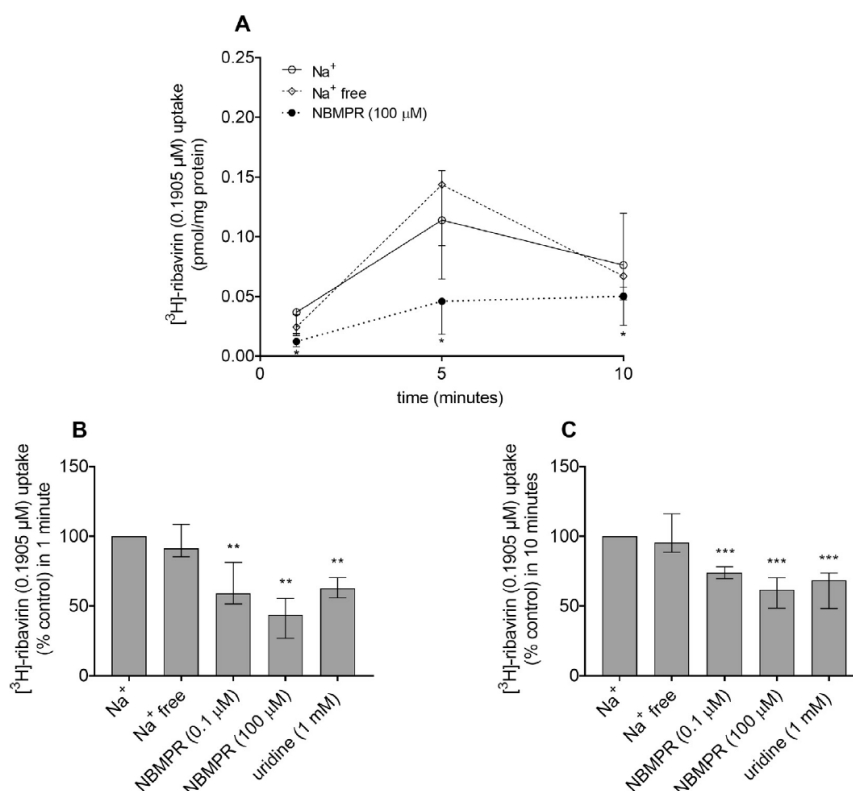 A
[³H]-ribavirin (0.1905 µM) uptake
(pmol/mg protein)
0.25
0.20
0.15
0.10
0.05
0.00
Na⁺
Na⁺ free
NBMPR (100 µM)
*
*
*
0
5
10
time (minutes)
B
[³H]-ribavirin (0.1905 µM) uptake
(% control) in 1 minute
150
100
50
0
**
**
**
Na⁺
Na⁺ free
NBMPR (0.1 µM)
NBMPR (100 µM)
uridine (1 mM)
C
[³H]-ribavirin (0.1905 µM) uptake
(% control) in 10 minutes
150
100
50
0
***
***
***
Na⁺
Na⁺ free
NBMPR (0.1 µM)
NBMPR (100 µM)
uridine (1 mM)